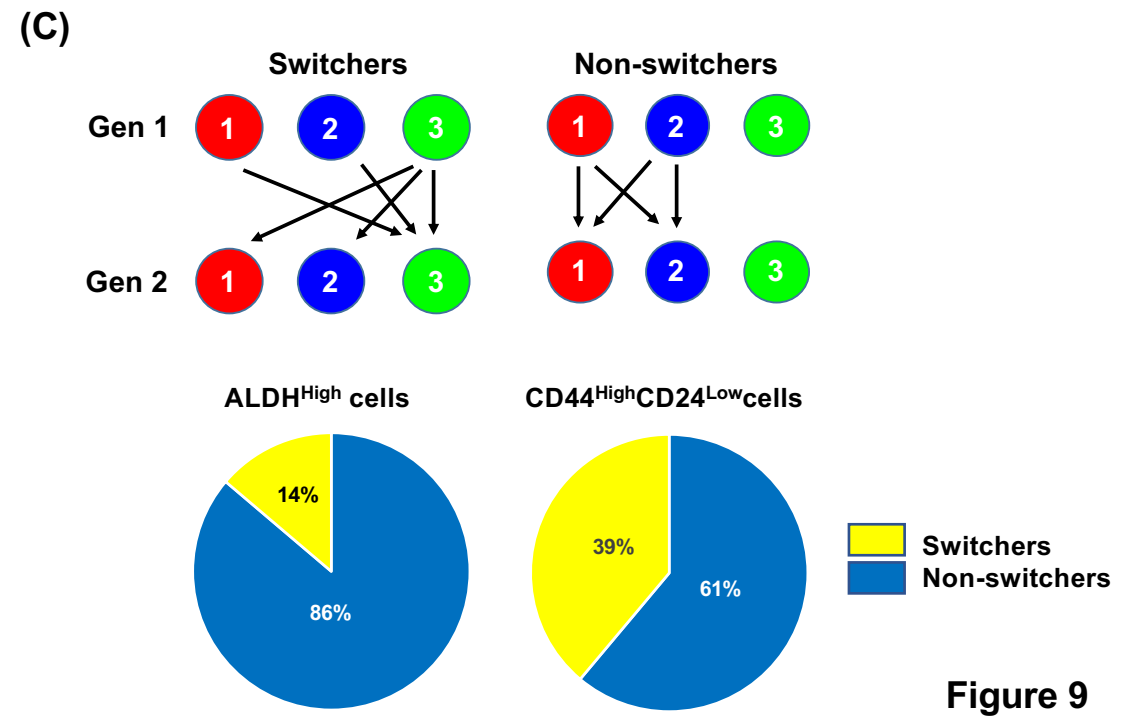 (C)
Switchers Non-switchers
Gen 1 1 2 3 1 2 3
Gen 2 1 2 3 1 2 3
ALDHHigh cells CD44HighCD24Lowcells
14% 86% 39% 61%
Switchers
Non-switchers
Figure 9